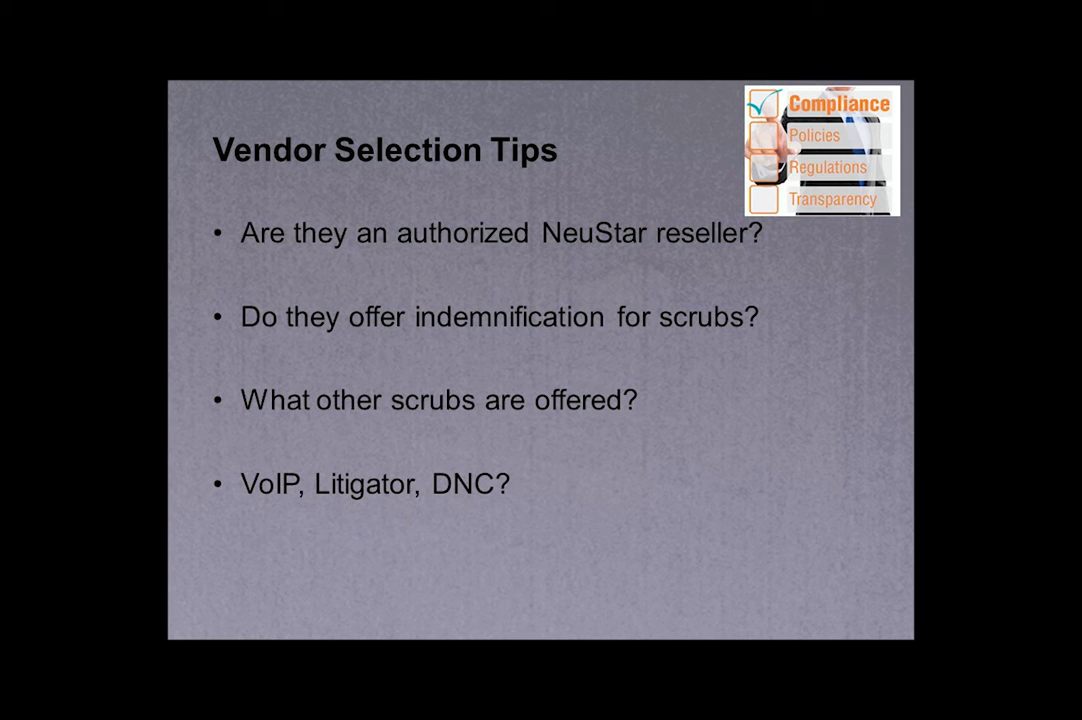 Compliance
Policies
Regulations
Transparency
Vendor Selection Tips
• Are they an authorized NeuStar reseller?
• Do they offer indemnification for scrubs?
• What other scrubs are offered?
• VoIP, Litigator, DNC?